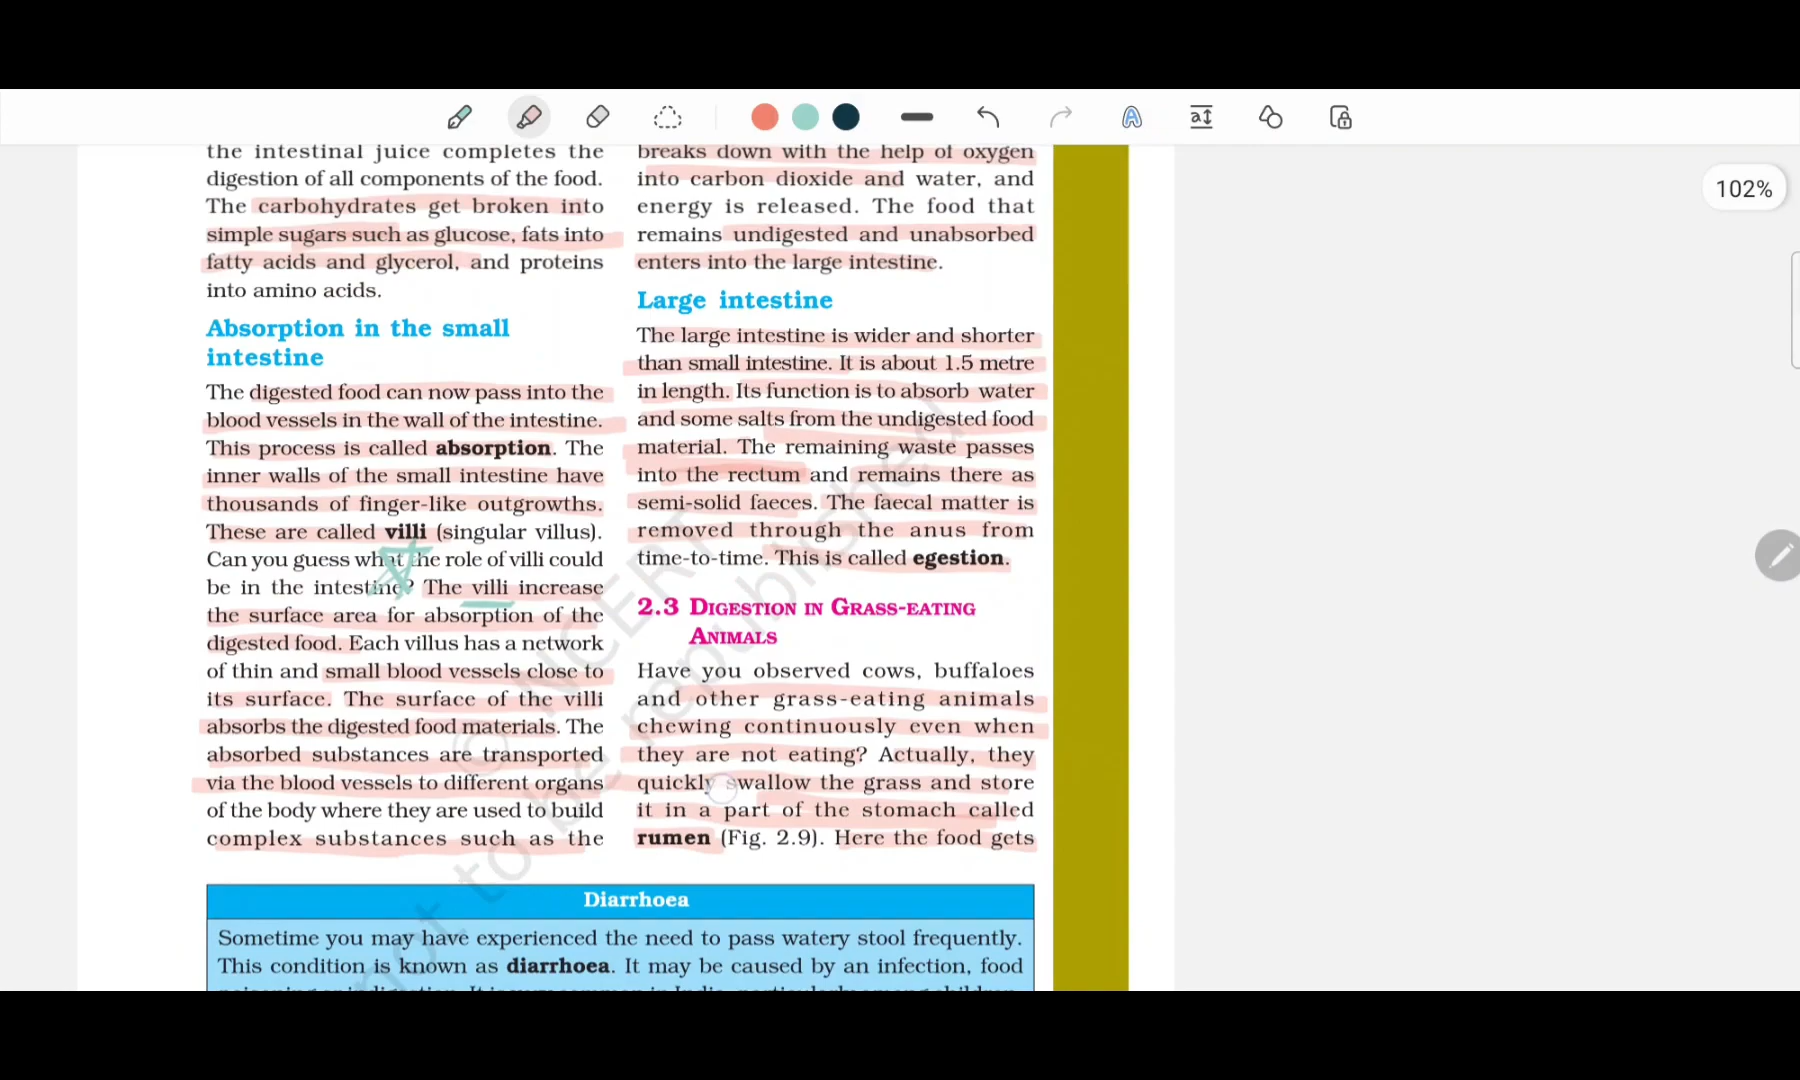 102%
the intestinal juice completes the
digestion of all components of the food.
The carbohydrates get broken into
simple sugars such as glucose, fats into
fatty acids and glycerol, and proteins
into amino acids.
Absorption in the small
intestine
The digested food can now pass into the
blood vessels in the wall of the intestine.
This process is called absorption. The
inner walls of the small intestine have
thousands of finger-like outgrowths.
These are called villi (singular villus).
Can you guess what the role of villi could
be in the intestine? The villi increase
the surface area for absorption of the
digested food. Each villus has a network
of thin and small blood vessels close to
its surface. The surface of the villi
absorbs the digested food materials. The
absorbed substances are transported
via the blood vessels to different organs
of the body where they are used to build
complex substances such as the
breaks down with the help of oxygen
into carbon dioxide and water, and
energy is released. The food that
remains undigested and unabsorbed
enters into the large intestine.
Large intestine
The large intestine is wider and shorter
than small intestine. It is about 1.5 metre
in length. Its function is to absorb water
and some salts from the undigested food
material. The remaining waste passes
into the rectum and remains there as
semi-solid faeces. The faecal matter is
removed through the anus from
time-to-time. This is called egestion.
2.3 DIGESTION IN GRASS-EATING
ANIMALS
Have you observed cows, buffaloes
and other grass-eating animals
chewing continuously even when
they are not eating? Actually, they
quickly swallow the grass and store
it in a part of the stomach called
rumen (Fig. 2.9). Here the food gets
Diarrhoea
Sometime you may have experienced the need to pass watery stool frequently.
This condition is known as diarrhoea. It may be caused by an infection, food
© NCERT
not to be republished